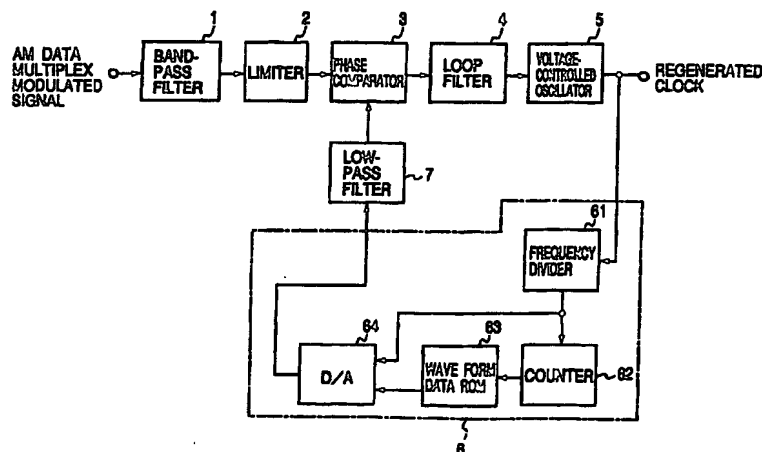 1
2
3
4
5
AM DATA
MULTIPLEX
MODULATED
SIGNAL
BAND-
PASS
FILTER
LIMITER
PHASE
COMPARATOR
LOOP
FILTER
VOLTAGE-
CONTROLLED
OSCILLATOR
REGENERATED
CLOCK
LOW-
PASS
FILTER
7
61
FREQUENCY
DIVIDER
64
63
D/A
WAVE FORM
DATA ROM
COUNTER
62
6